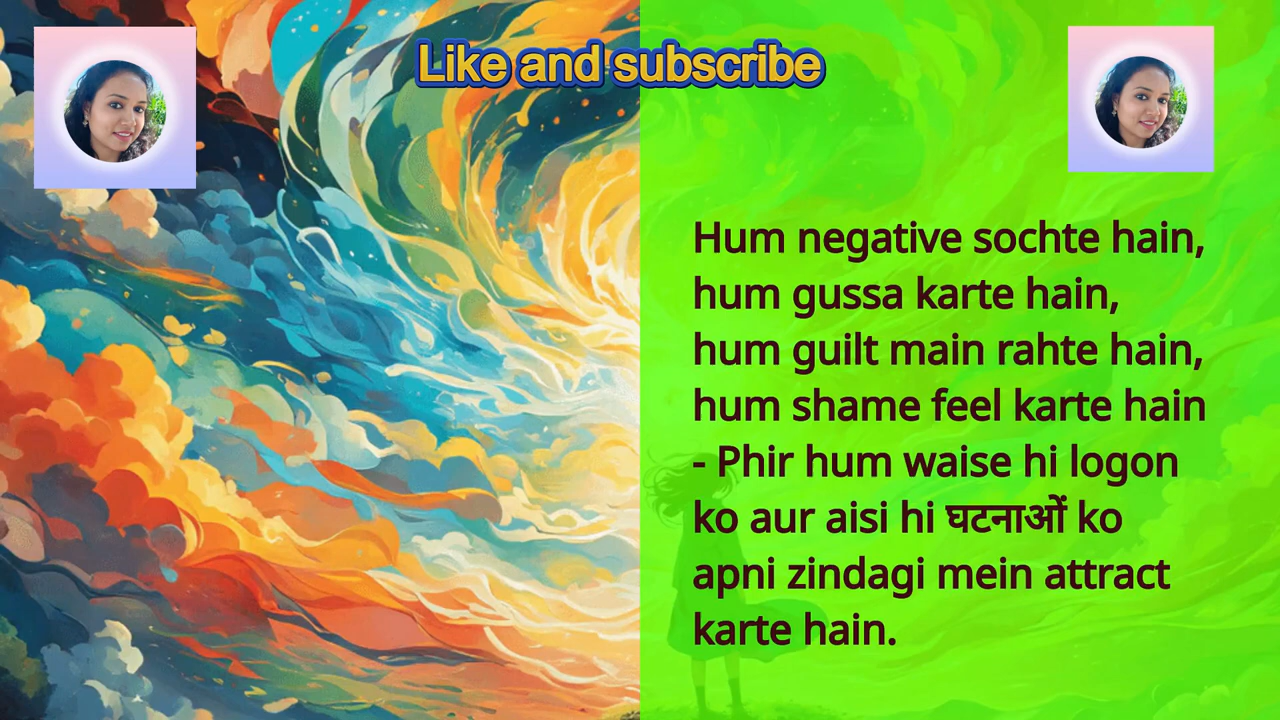 Like and subscribe
Hum negative sochte hain,
hum gussa karte hain,
hum guilt main rahte hain,
hum shame feel karte hain
- Phir hum waise hi logon
ko aur aisi hi घटनाओं ko
apni zindagi mein attract
karte hain.